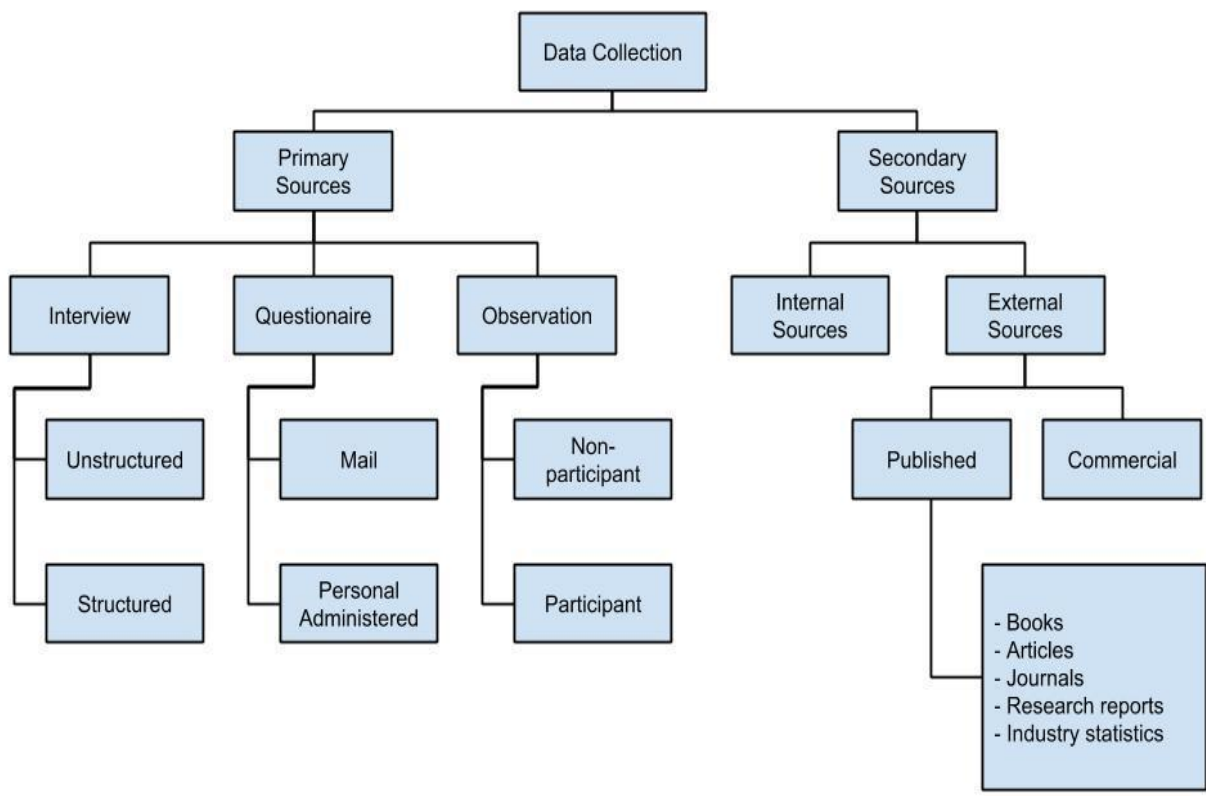 Data Collection
Primary
Sources
Secondary
Sources
Interview
Questionaire
Observation
Internal
Sources
External
Sources
Unstructured
Mail
Non-
participant
Published
Commercial
Structured
Personal
Administered
Participant
- Books
- Articles
- Journals
- Research reports
- Industry statistics